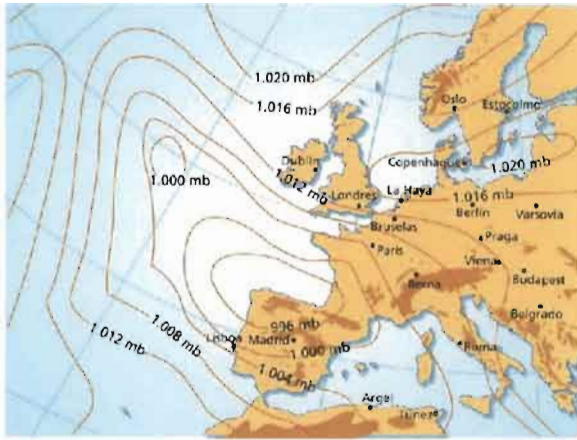 1.020 mb
1.016 mb
Oslo
Estocolmo
Dublín
Copenhague
1.020 mb
1.000 mb
1.012 mb
Londres
La Haya
1.016 mb
Berlín
Varsovia
Bruselas
París
Praga
Viena
Berna
Budapest
Belgrado
996 mb
Lisboa
Madrid
1.000 mb
Roma
1.012 mb
1.008 mb
1.004 mb
Argel
Túnez